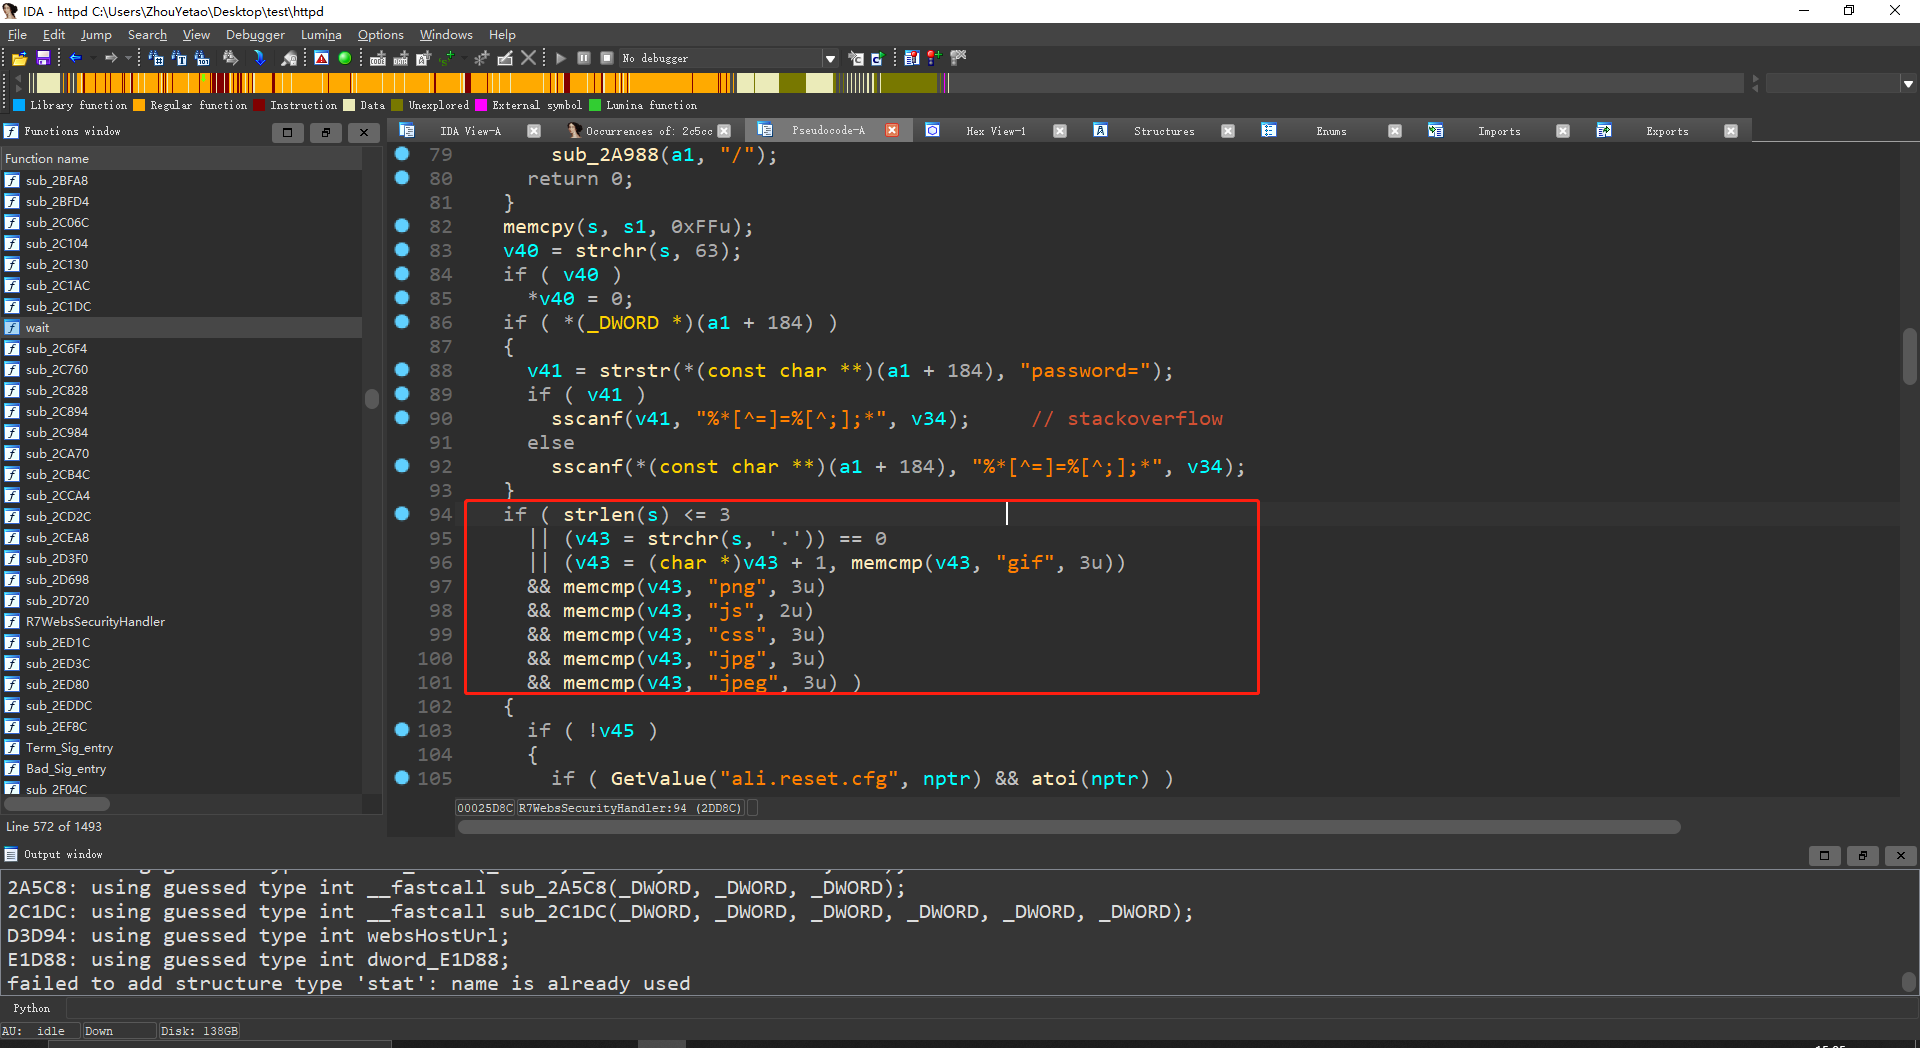 IDA - httpd C:\Users\ZhouYetao\Desktop\test\httpd
File Edit Jump Search View Debugger Lumina Options Windows Help
No debugger
Library function Regular function Instruction Data Unexplored External symbol Lumina function
Functions window
IDA View-A Occurrences of: 2c5cc Pseudocode-A Hex View-1 Structures Enums Imports Exports
Function name
sub_2BFA8
sub_2BFD4
sub_2C06C
sub_2C104
sub_2C130
sub_2C1AC
sub_2C1DC
wait
sub_2C6F4
sub_2C760
sub_2C828
sub_2C894
sub_2C984
sub_2CA70
sub_2CB4C
sub_2CCA4
sub_2CD2C
sub_2CEA8
sub_2D3F0
sub_2D698
sub_2D720
R7WebsSecurityHandler
sub_2ED1C
sub_2ED3C
sub_2ED80
sub_2EDDC
sub_2EF8C
Term_Sig_entry
Bad_Sig_entry
sub_2F04C
Line 572 of 1493
79 sub_2A988(a1, "/");
80 return 0;
81 }
82 memcpy(s, s1, 0xFFu);
83 v40 = strchr(s, 63);
84 if ( v40 )
85 *v40 = 0;
86 if ( *(_DWORD *)(a1 + 184) )
87 {
88 v41 = strstr(*(const char **)(a1 + 184), "password=");
89 if ( v41 )
90 sscanf(v41, "%*[^=]=%[^;];*", v34); // stackoverflow
91 else
92 sscanf(*(const char **)(a1 + 184), "%*[^=]=%[^;];*", v34);
93 }
94 if ( strlen(s) <= 3
95 || (v43 = strchr(s, '.')) == 0
96 || (v43 = (char *)v43 + 1, memcmp(v43, "gif", 3u))
97 && memcmp(v43, "png", 3u)
98 && memcmp(v43, "js", 2u)
99 && memcmp(v43, "css", 3u)
100 && memcmp(v43, "jpg", 3u)
101 && memcmp(v43, "jpeg", 3u) )
102 {
103 if ( !v45 )
104 {
105 if ( GetValue("ali.reset.cfg", nptr) && atoi(nptr) )
00025D8C R7WebsSecurityHandler:94 (2DD8C)
Output window
2A5C8: using guessed type int __fastcall sub_2A5C8(_DWORD, _DWORD, _DWORD);
2C1DC: using guessed type int __fastcall sub_2C1DC(_DWORD, _DWORD, _DWORD, _DWORD, _DWORD, _DWORD);
D3D94: using guessed type int websHostUrl;
E1D88: using guessed type int dword_E1D88;
failed to add structure type 'stat': name is already used
Python
AU: idle Down Disk: 138GB